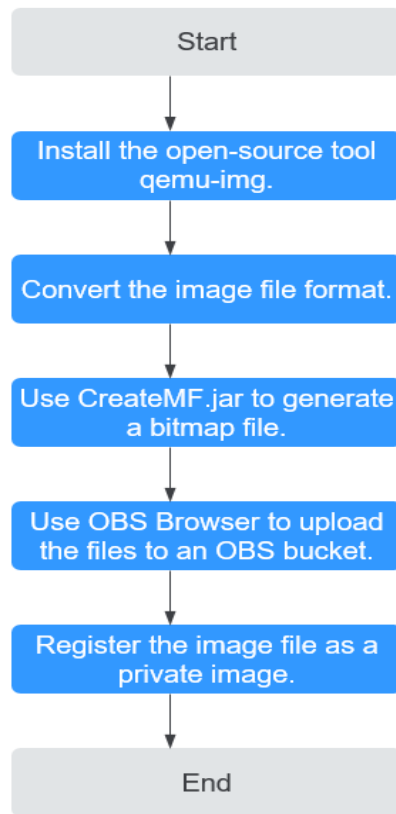 Start
Install the open-source tool
qemu-img.
Convert the image file format.
Use CreateMF.jar to generate
a bitmap file.
Use OBS Browser to upload
the files to an OBS bucket.
Register the image file as a
private image.
End